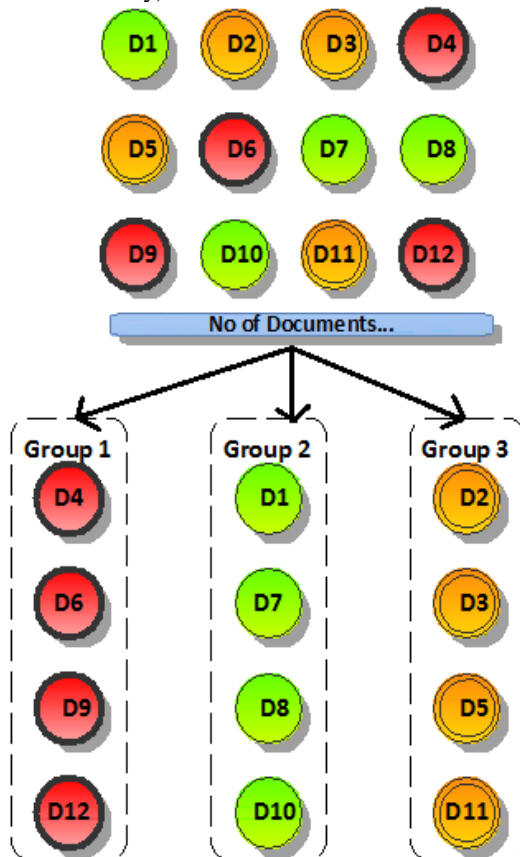 D1 D2 D3 D4
D5 D6 D7 D8
D9 D10 D11 D12
No of Documents...
Group 1 Group 2 Group 3
D4 D1 D2
D6 D7 D3
D9 D8 D5
D12 D10 D11